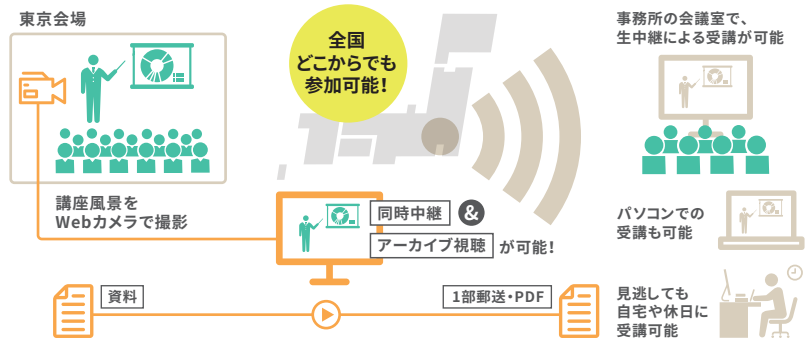 東京会場
全国
どこからでも
参加可能!
事務所の会議室で、
生中継による受講が可能
講座風景を
Webカメラで撮影
同時中継
&
アーカイブ視聴 が可能!
パソコンでの
受講も可能
資料
1部郵送・PDF
見逃しても
自宅や休日に
受講可能